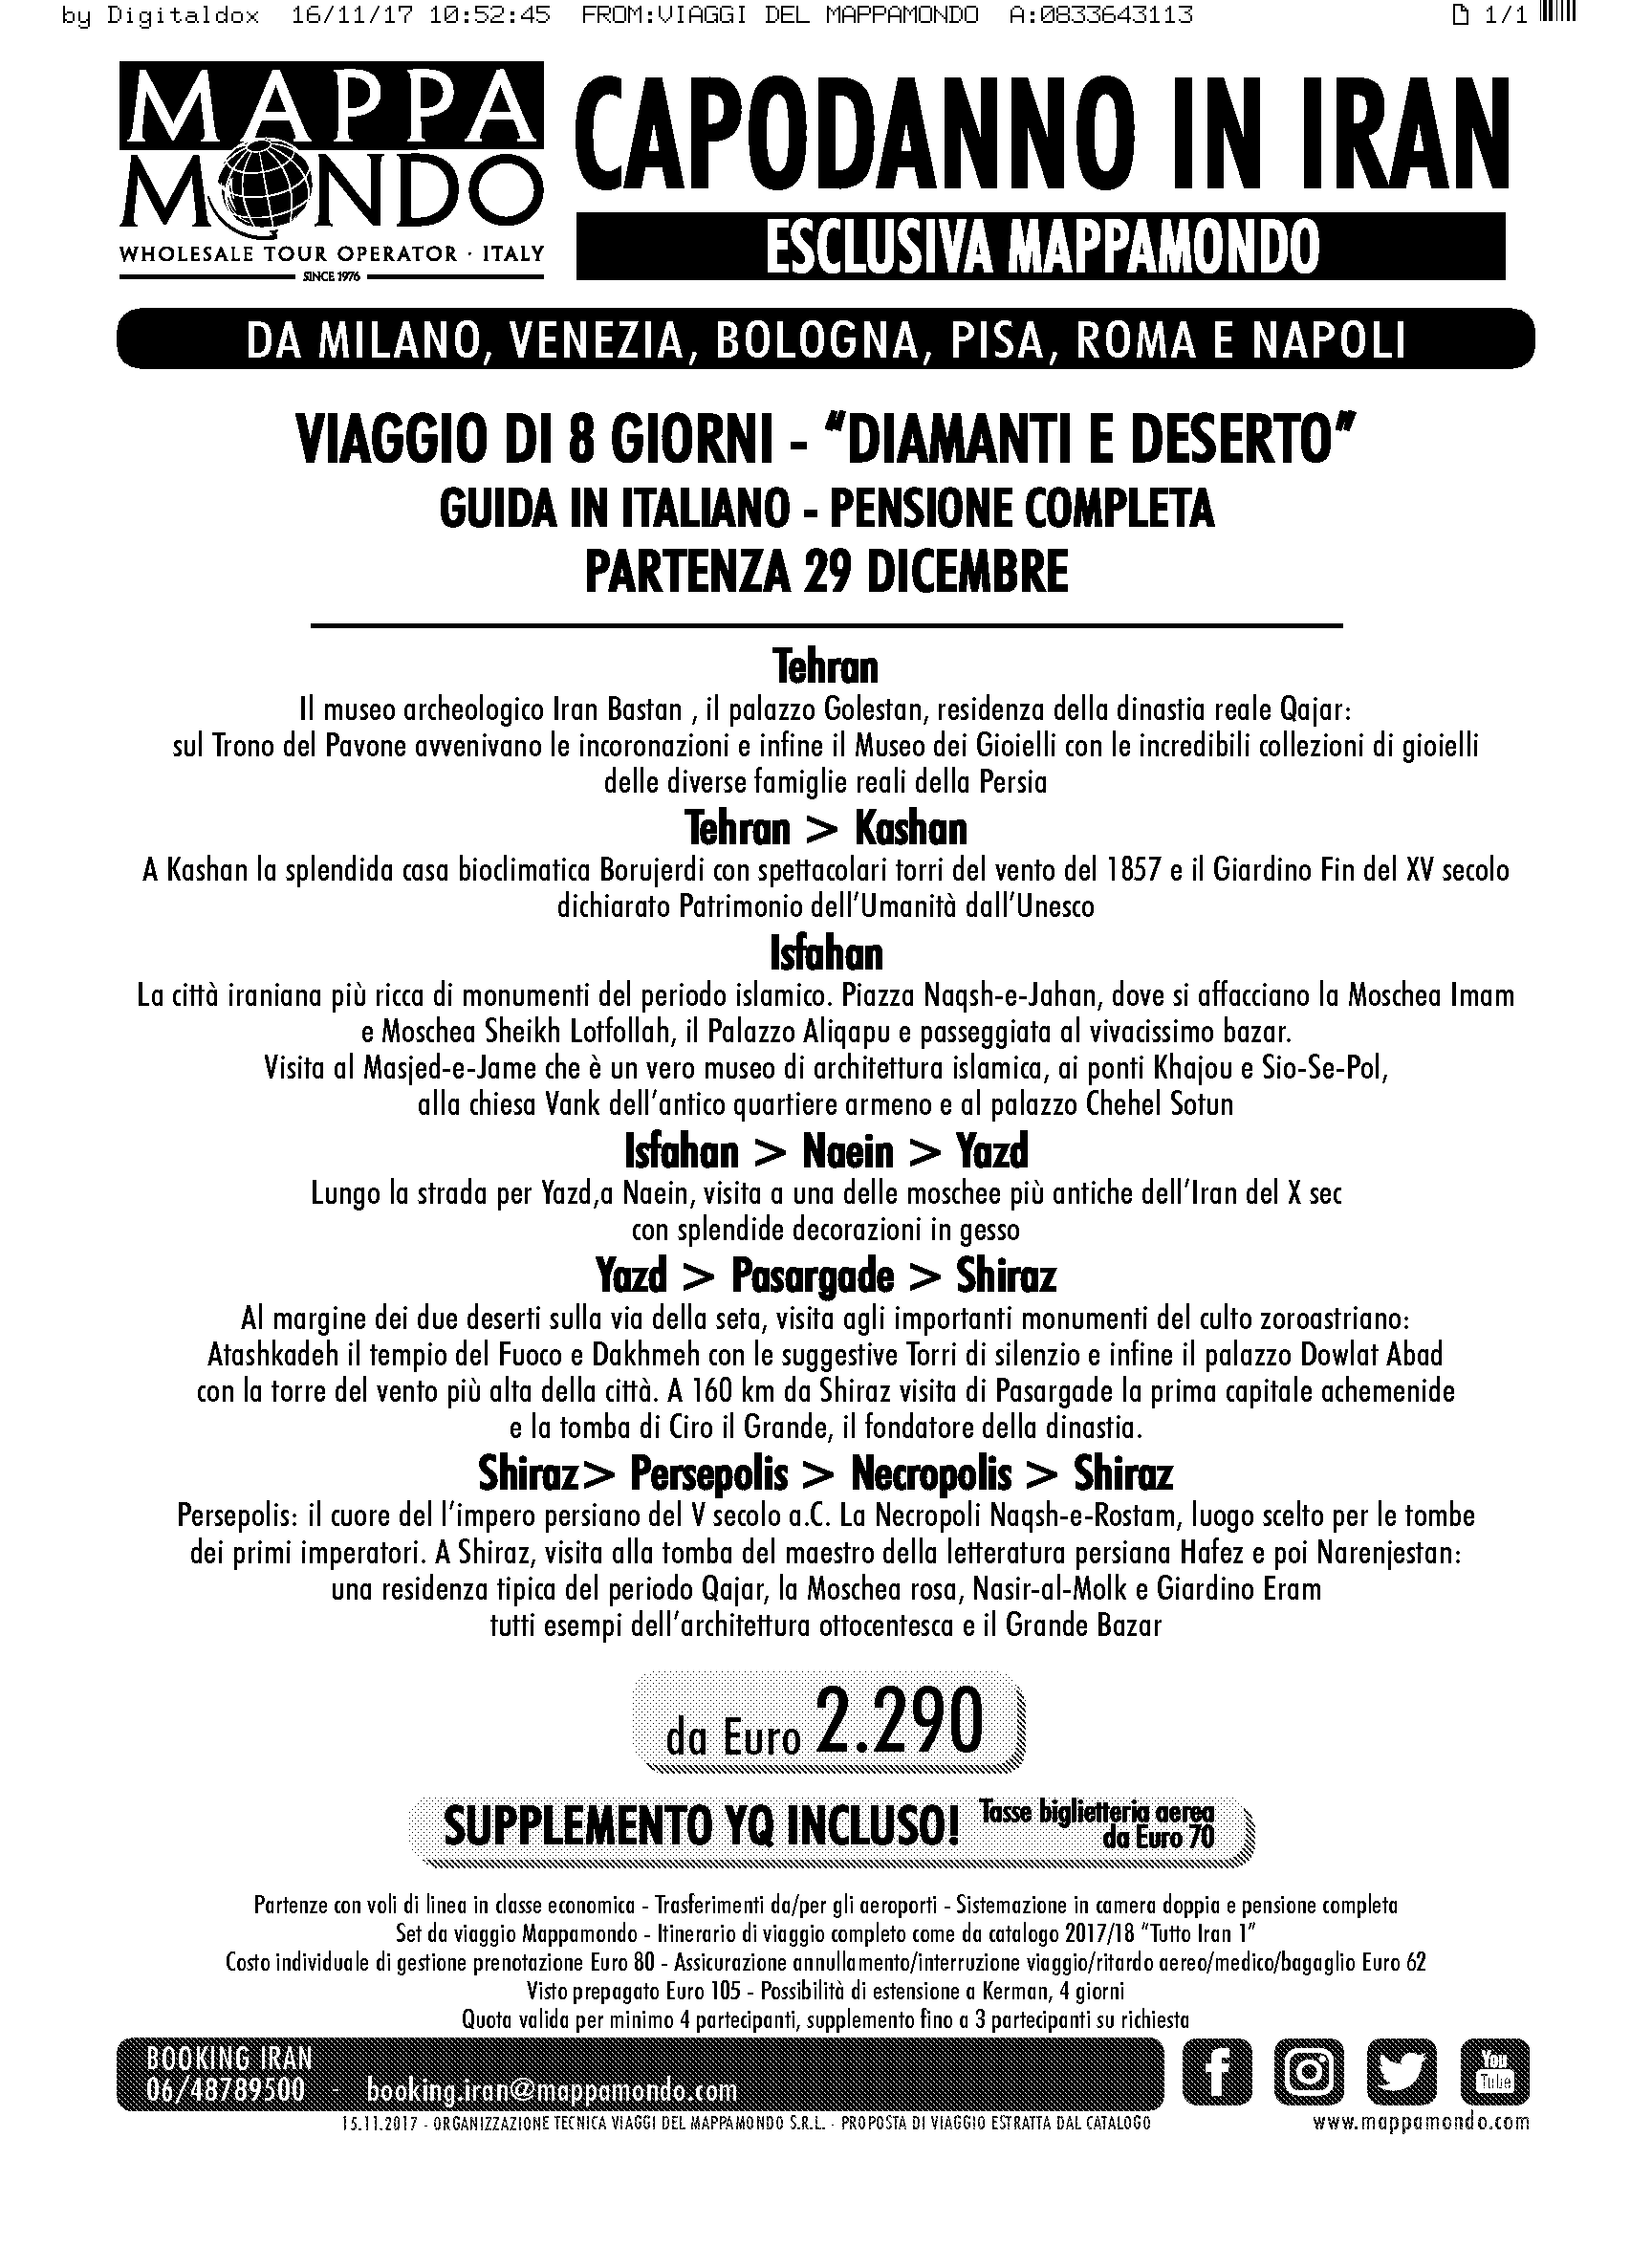 by Digitaldox 16/11/17 10:52:45 FROM:VIAGGI DEL MAPPAMONDO A:0833643113 1/1
MAPPA
MONDO
WHOLESALE TOUR OPERATOR · ITALY
SINCE 1976
CAPODANNO IN IRAN
ESCLUSIVA MAPPAMONDO
DA MILANO, VENEZIA, BOLOGNA, PISA, ROMA E NAPOLI
VIAGGIO DI 8 GIORNI - “DIAMANTI E DESERTO”
GUIDA IN ITALIANO - PENSIONE COMPLETA
PARTENZA 29 DICEMBRE
Tehran
Il museo archeologico Iran Bastan , il palazzo Golestan, residenza della dinastia reale Qajar:
sul Trono del Pavone avvenivano le incoronazioni e infine il Museo dei Gioielli con le incredibili collezioni di gioielli
delle diverse famiglie reali della Persia
Tehran > Kashan
A Kashan la splendida casa bioclimatica Borujerdi con spettacolari torri del vento del 1857 e il Giardino Fin del XV secolo
dichiarato Patrimonio dell’Umanità dall’Unesco
Isfahan
La città iraniana più ricca di monumenti del periodo islamico. Piazza Naqsh-e-Jahan, dove si affacciano la Moschea Imam
e Moschea Sheikh Lotfollah, il Palazzo Aliqapu e passeggiata al vivacissimo bazar.
Visita al Masjed-e-Jame che è un vero museo di architettura islamica, ai ponti Khajou e Sio-Se-Pol,
alla chiesa Vank dell’antico quartiere armeno e al palazzo Chehel Sotun
Isfahan > Naein > Yazd
Lungo la strada per Yazd,a Naein, visita a una delle moschee più antiche dell’Iran del X sec
con splendide decorazioni in gesso
Yazd > Pasargade > Shiraz
Al margine dei due deserti sulla via della seta, visita agli importanti monumenti del culto zoroastriano:
Atashkadeh il tempio del Fuoco e Dakhmeh con le suggestive Torri di silenzio e infine il palazzo Dowlat Abad
con la torre del vento più alta della città. A 160 km da Shiraz visita di Pasargade la prima capitale achemenide
e la tomba di Ciro il Grande, il fondatore della dinastia.
Shiraz> Persepolis > Necropolis > Shiraz
Persepolis: il cuore del l’impero persiano del V secolo a.C. La Necropoli Naqsh-e-Rostam, luogo scelto per le tombe
dei primi imperatori. A Shiraz, visita alla tomba del maestro della letteratura persiana Hafez e poi Narenjestan:
una residenza tipica del periodo Qajar, la Moschea rosa, Nasir-al-Molk e Giardino Eram
tutti esempi dell’architettura ottocentesca e il Grande Bazar
da Euro 2.290
SUPPLEMENTO YQ INCLUSO! Tasse biglietteria aerea
da Euro 70
Partenze con voli di linea in classe economica - Trasferimenti da/per gli aeroporti - Sistemazione in camera doppia e pensione completa
Set da viaggio Mappamondo - Itinerario di viaggio completo come da catalogo 2017/18 “Tutto Iran 1”
Costo individuale di gestione prenotazione Euro 80 - Assicurazione annullamento/interruzione viaggio/ritardo aereo/medico/bagaglio Euro 62
Visto prepagato Euro 105 - Possibilità di estensione a Kerman, 4 giorni
Quota valida per minimo 4 partecipanti, supplemento fino a 3 partecipanti su richiesta
BOOKING IRAN
06/48789500 - booking.iran@mappamondo.com
You
Tube
15.11.2017 - ORGANIZZAZIONE TECNICA VIAGGI DEL MAPPAMONDO S.R.L. - PROPOSTA DI VIAGGIO ESTRATTA DAL CATALOGO
www.mappamondo.com